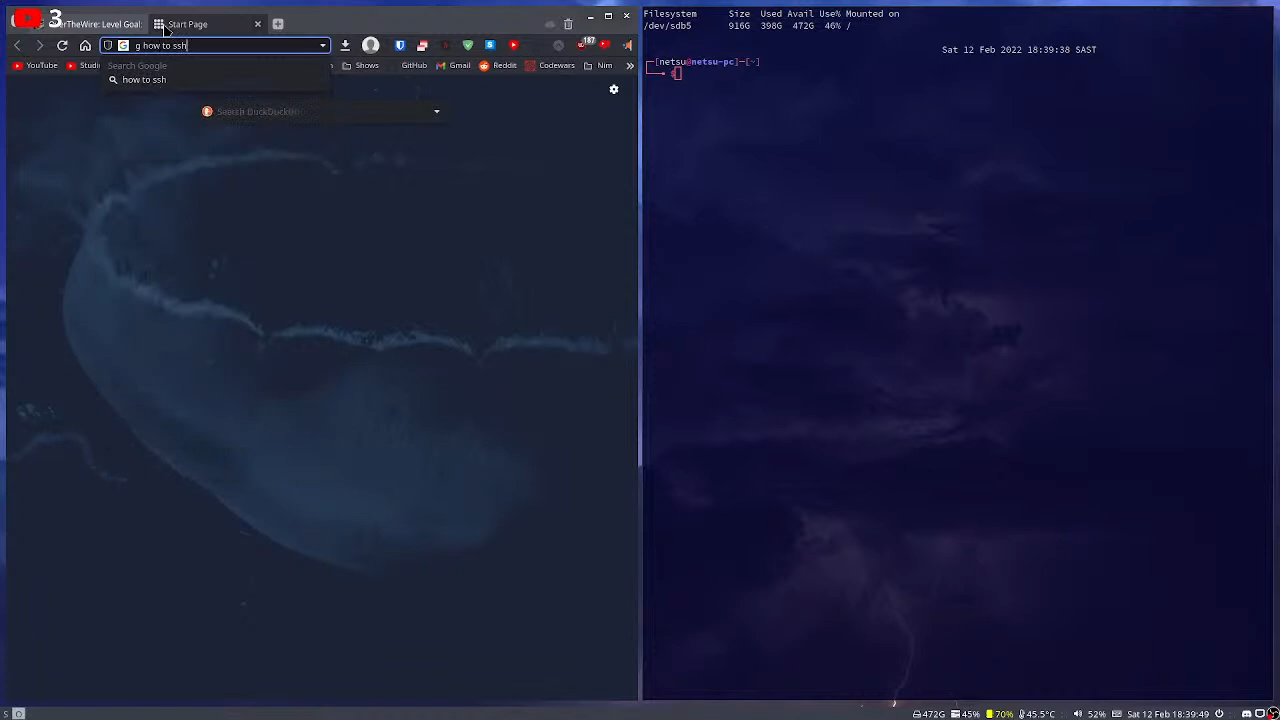 3
erTheWire: Level Goal:
Start Page
g how to ssh
187
YouTube
Studi
Shows
GitHub
Gmail
Reddit
Codewars
Nim
Search Google
how to ssh
Search DuckDuckGo
Filesystem Size Used Avail Use% Mounted on
/dev/sdb5 916G 398G 472G 46% /
Sat 12 Feb 2022 18:39:38 SAST
[netsu@netsu-pc]-[~]
$
S
472G 45% 70% 45.5°C 52% Sat 12 Feb 18:39:49